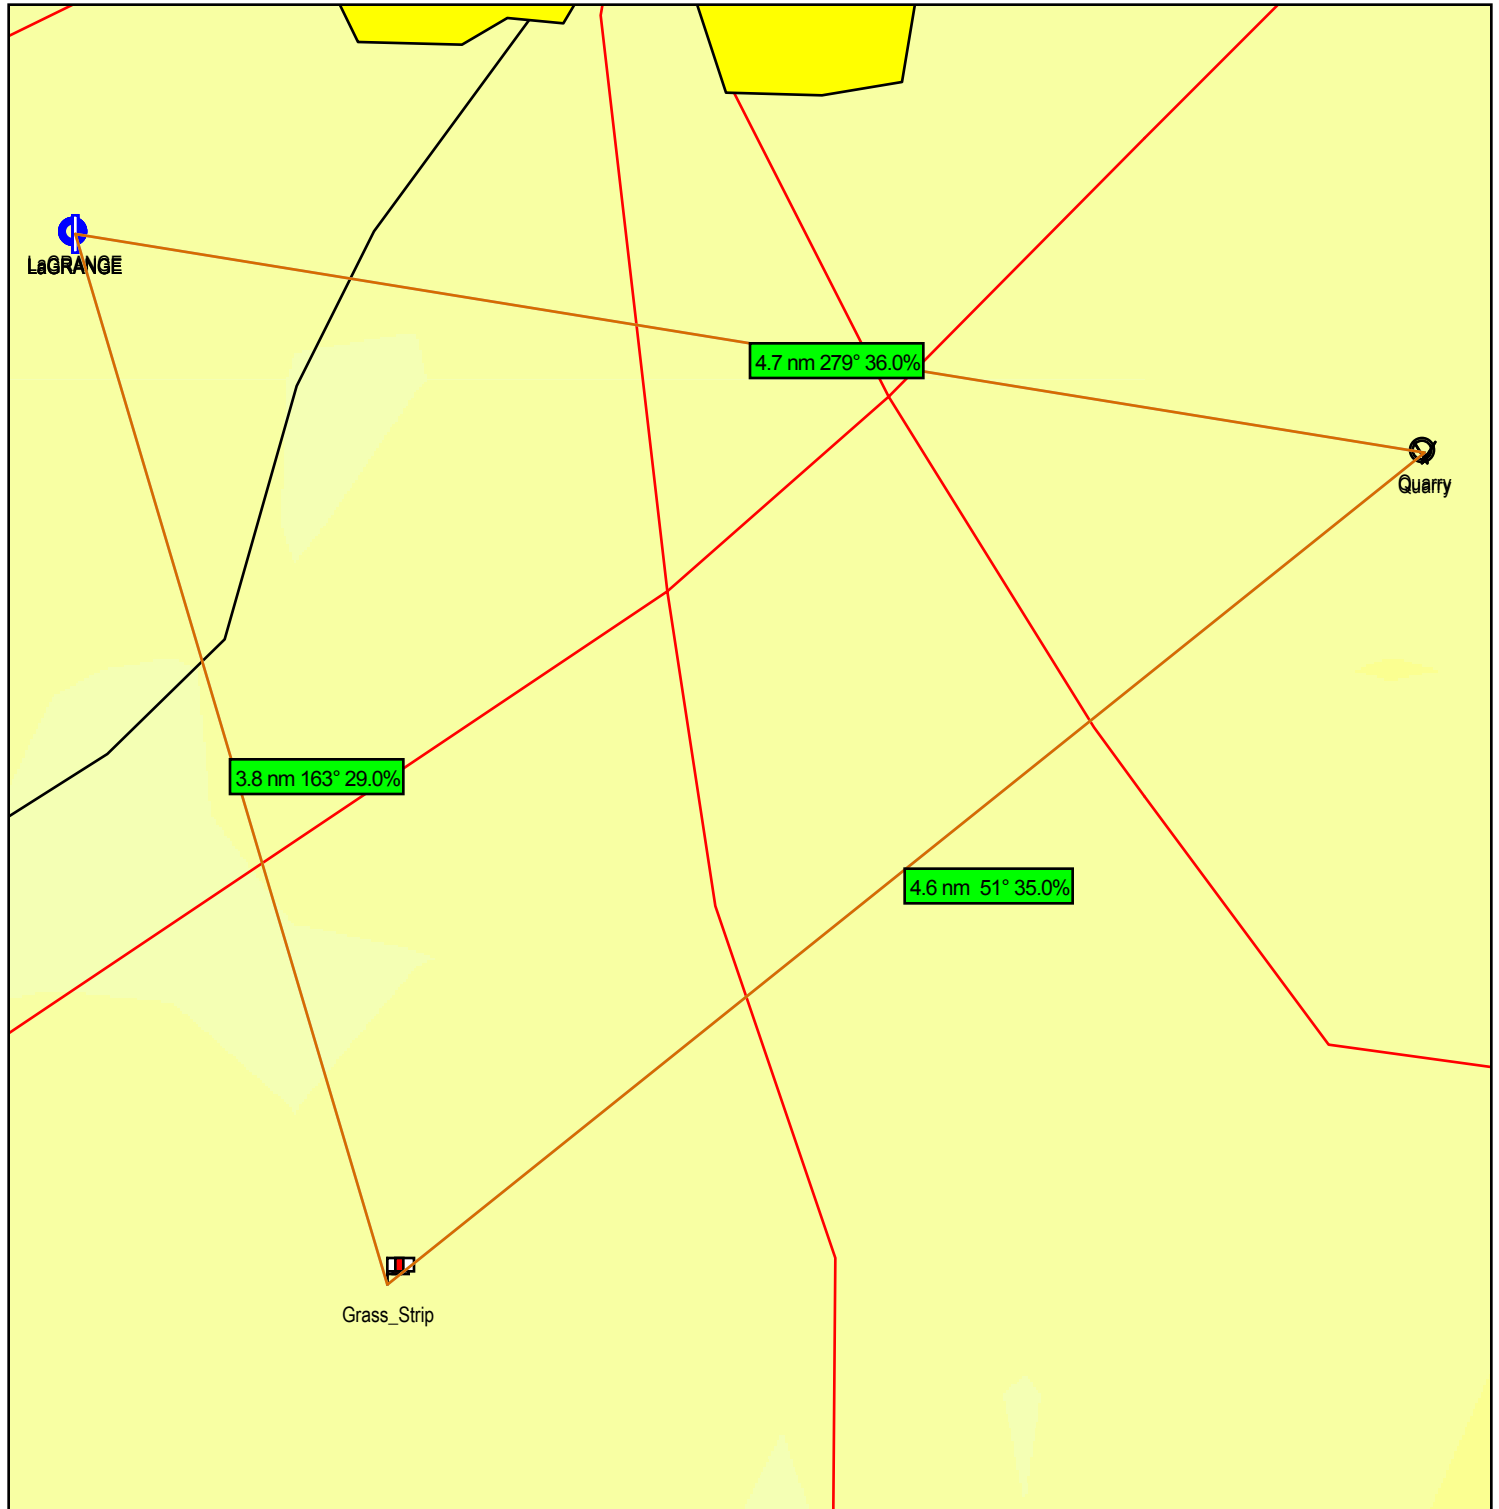 LaGRANGE
4.7 nm 279° 36.0%
Quarry
3.8 nm 163° 29.0%
4.6 nm  51° 35.0%
Grass_Strip